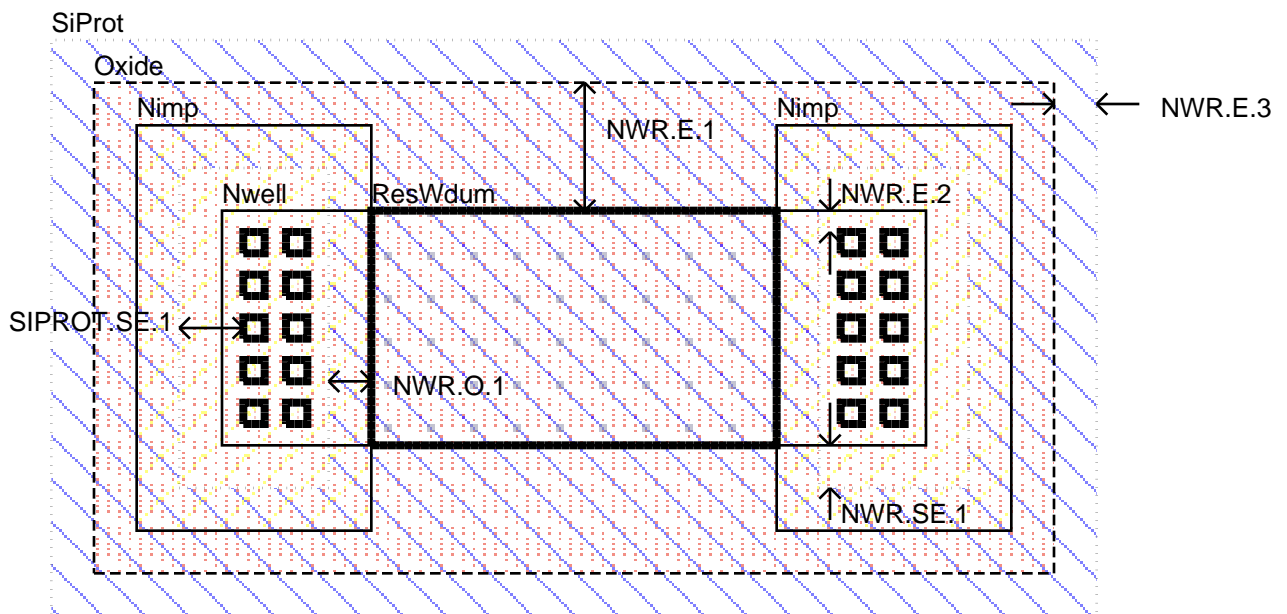 SiProt
Oxide
Nimp
Nimp
NWR.E.3
NWR.E.1
Nwell
ResWdum
NWR.E.2
SIPROT.SE.1
NWR.O.1
NWR.SE.1